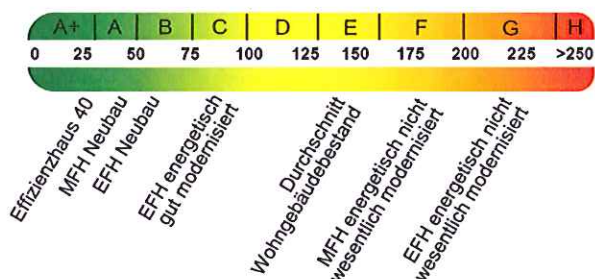 A+ A B C D E F G H
0 25 50 75 100 125 150 175 200 225 >250
Effizienzhaus 40
MFH Neubau
EFH Neubau
EFH energetisch
gut modernisiert
Durchschnitt
Wohngebäudebestand
MFH energetisch nicht
wesentlich modernisiert
EFH energetisch nicht
wesentlich modernisiert